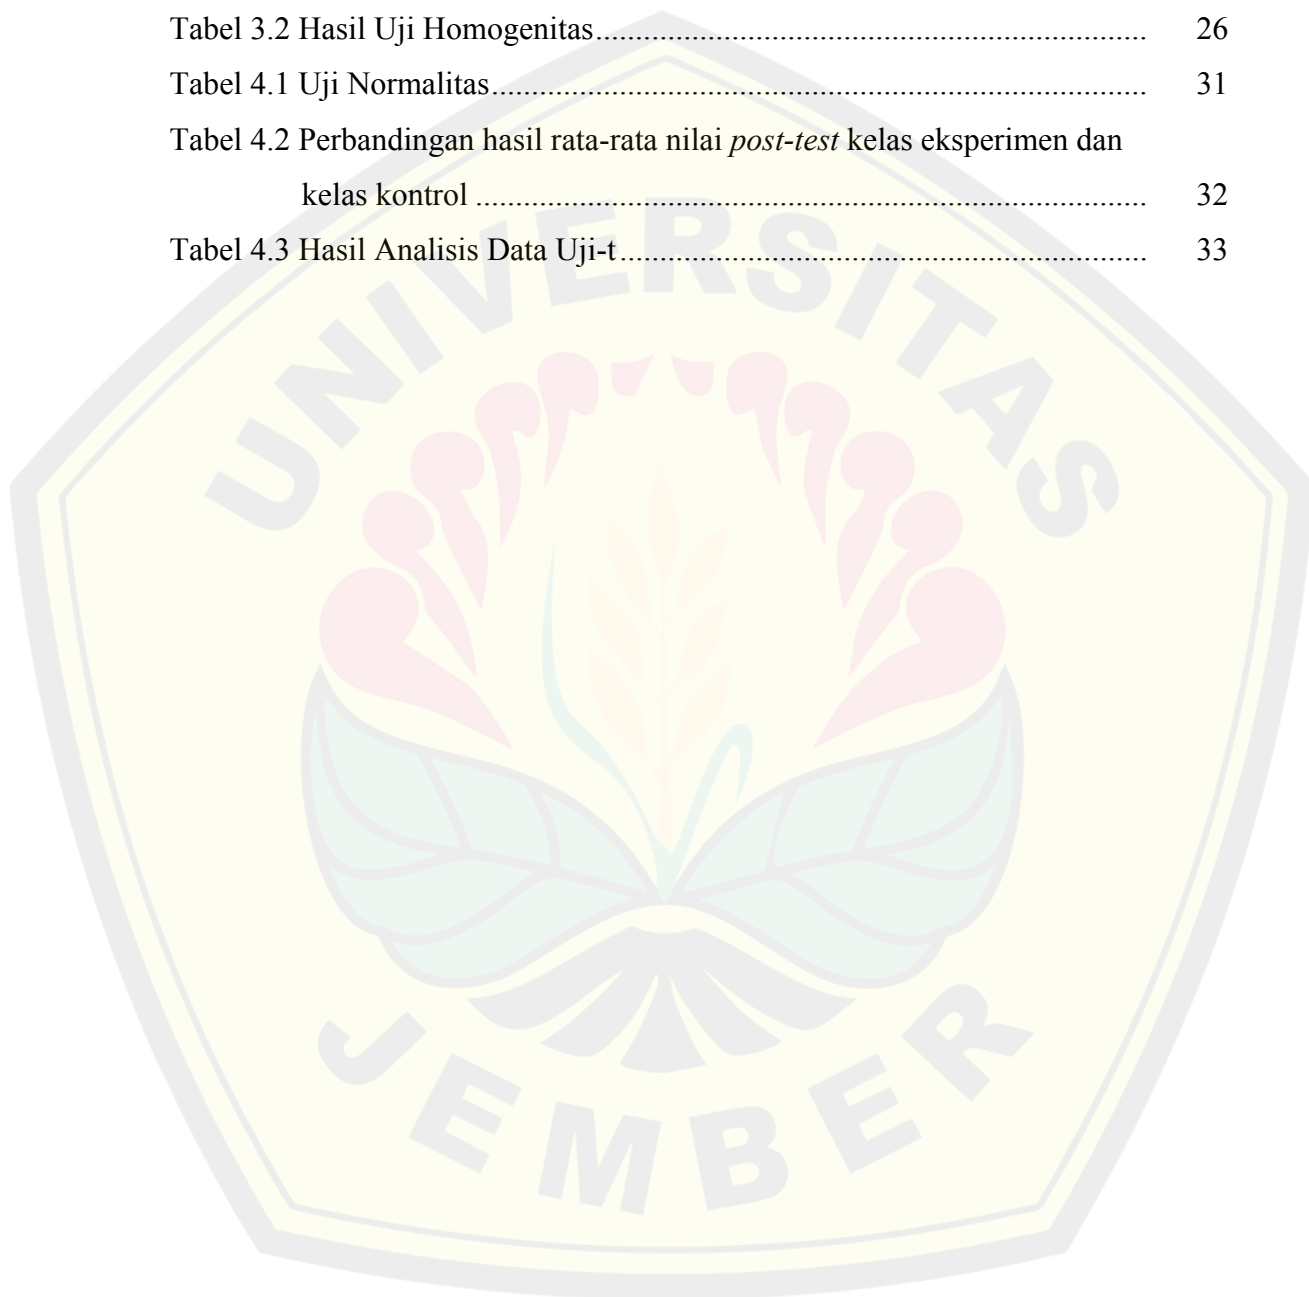 Tabel 3.2 Hasil Uji Homogenitas..................................................................... 26
Tabel 4.1 Uji Normalitas................................................................................. 31
Tabel 4.2 Perbandingan hasil rata-rata nilai post-test kelas eksperimen dan
kelas kontrol ................................................................................... 32
Tabel 4.3 Hasil Analisis Data Uji-t................................................................. 33
UNIVERSITAS
JEMBER